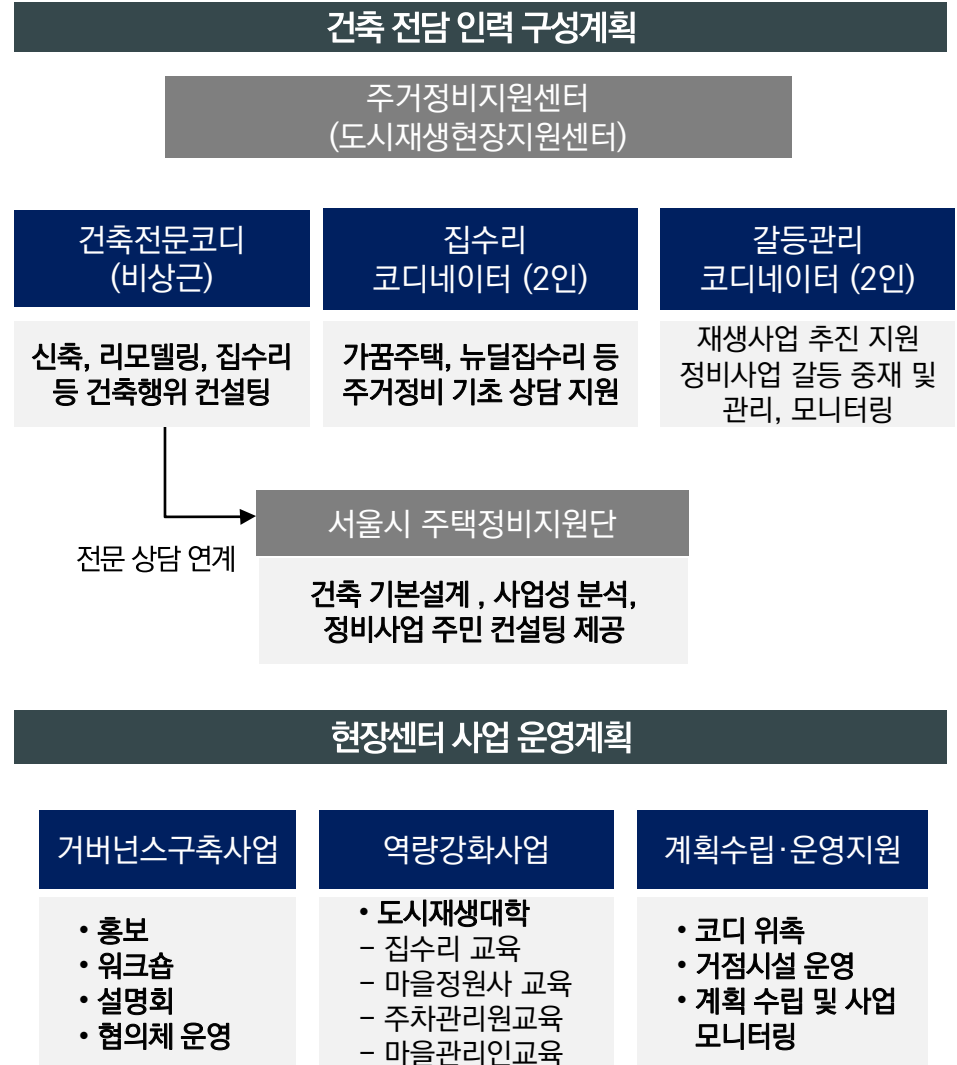 건축 전담 인력 구성계획
주거정비지원센터
(도시재생현장지원센터)
건축전문코디
(비상근)
신축, 리모델링, 집수리
등 건축행위 컨설팅
집수리
코디네이터 (2인)
가꿈주택, 뉴딜집수리 등
주거정비 기초 상담 지원
갈등관리
코디네이터 (2인)
재생사업 추진 지원
정비사업 갈등 중재 및
관리, 모니터링
전문 상담 연계
서울시 주택정비지원단
건축 기본설계 , 사업성 분석,
정비사업 주민 컨설팅 제공
현장센터 사업 운영계획
거버넌스구축사업
• 홍보
• 워크숍
• 설명회
• 협의체 운영
역량강화사업
• 도시재생대학
– 집수리 교육
– 마을정원사 교육
– 주차관리원교육
– 마을관리인교육
계획수립·운영지원
• 코디 위촉
• 거점시설 운영
• 계획 수립 및 사업
모니터링